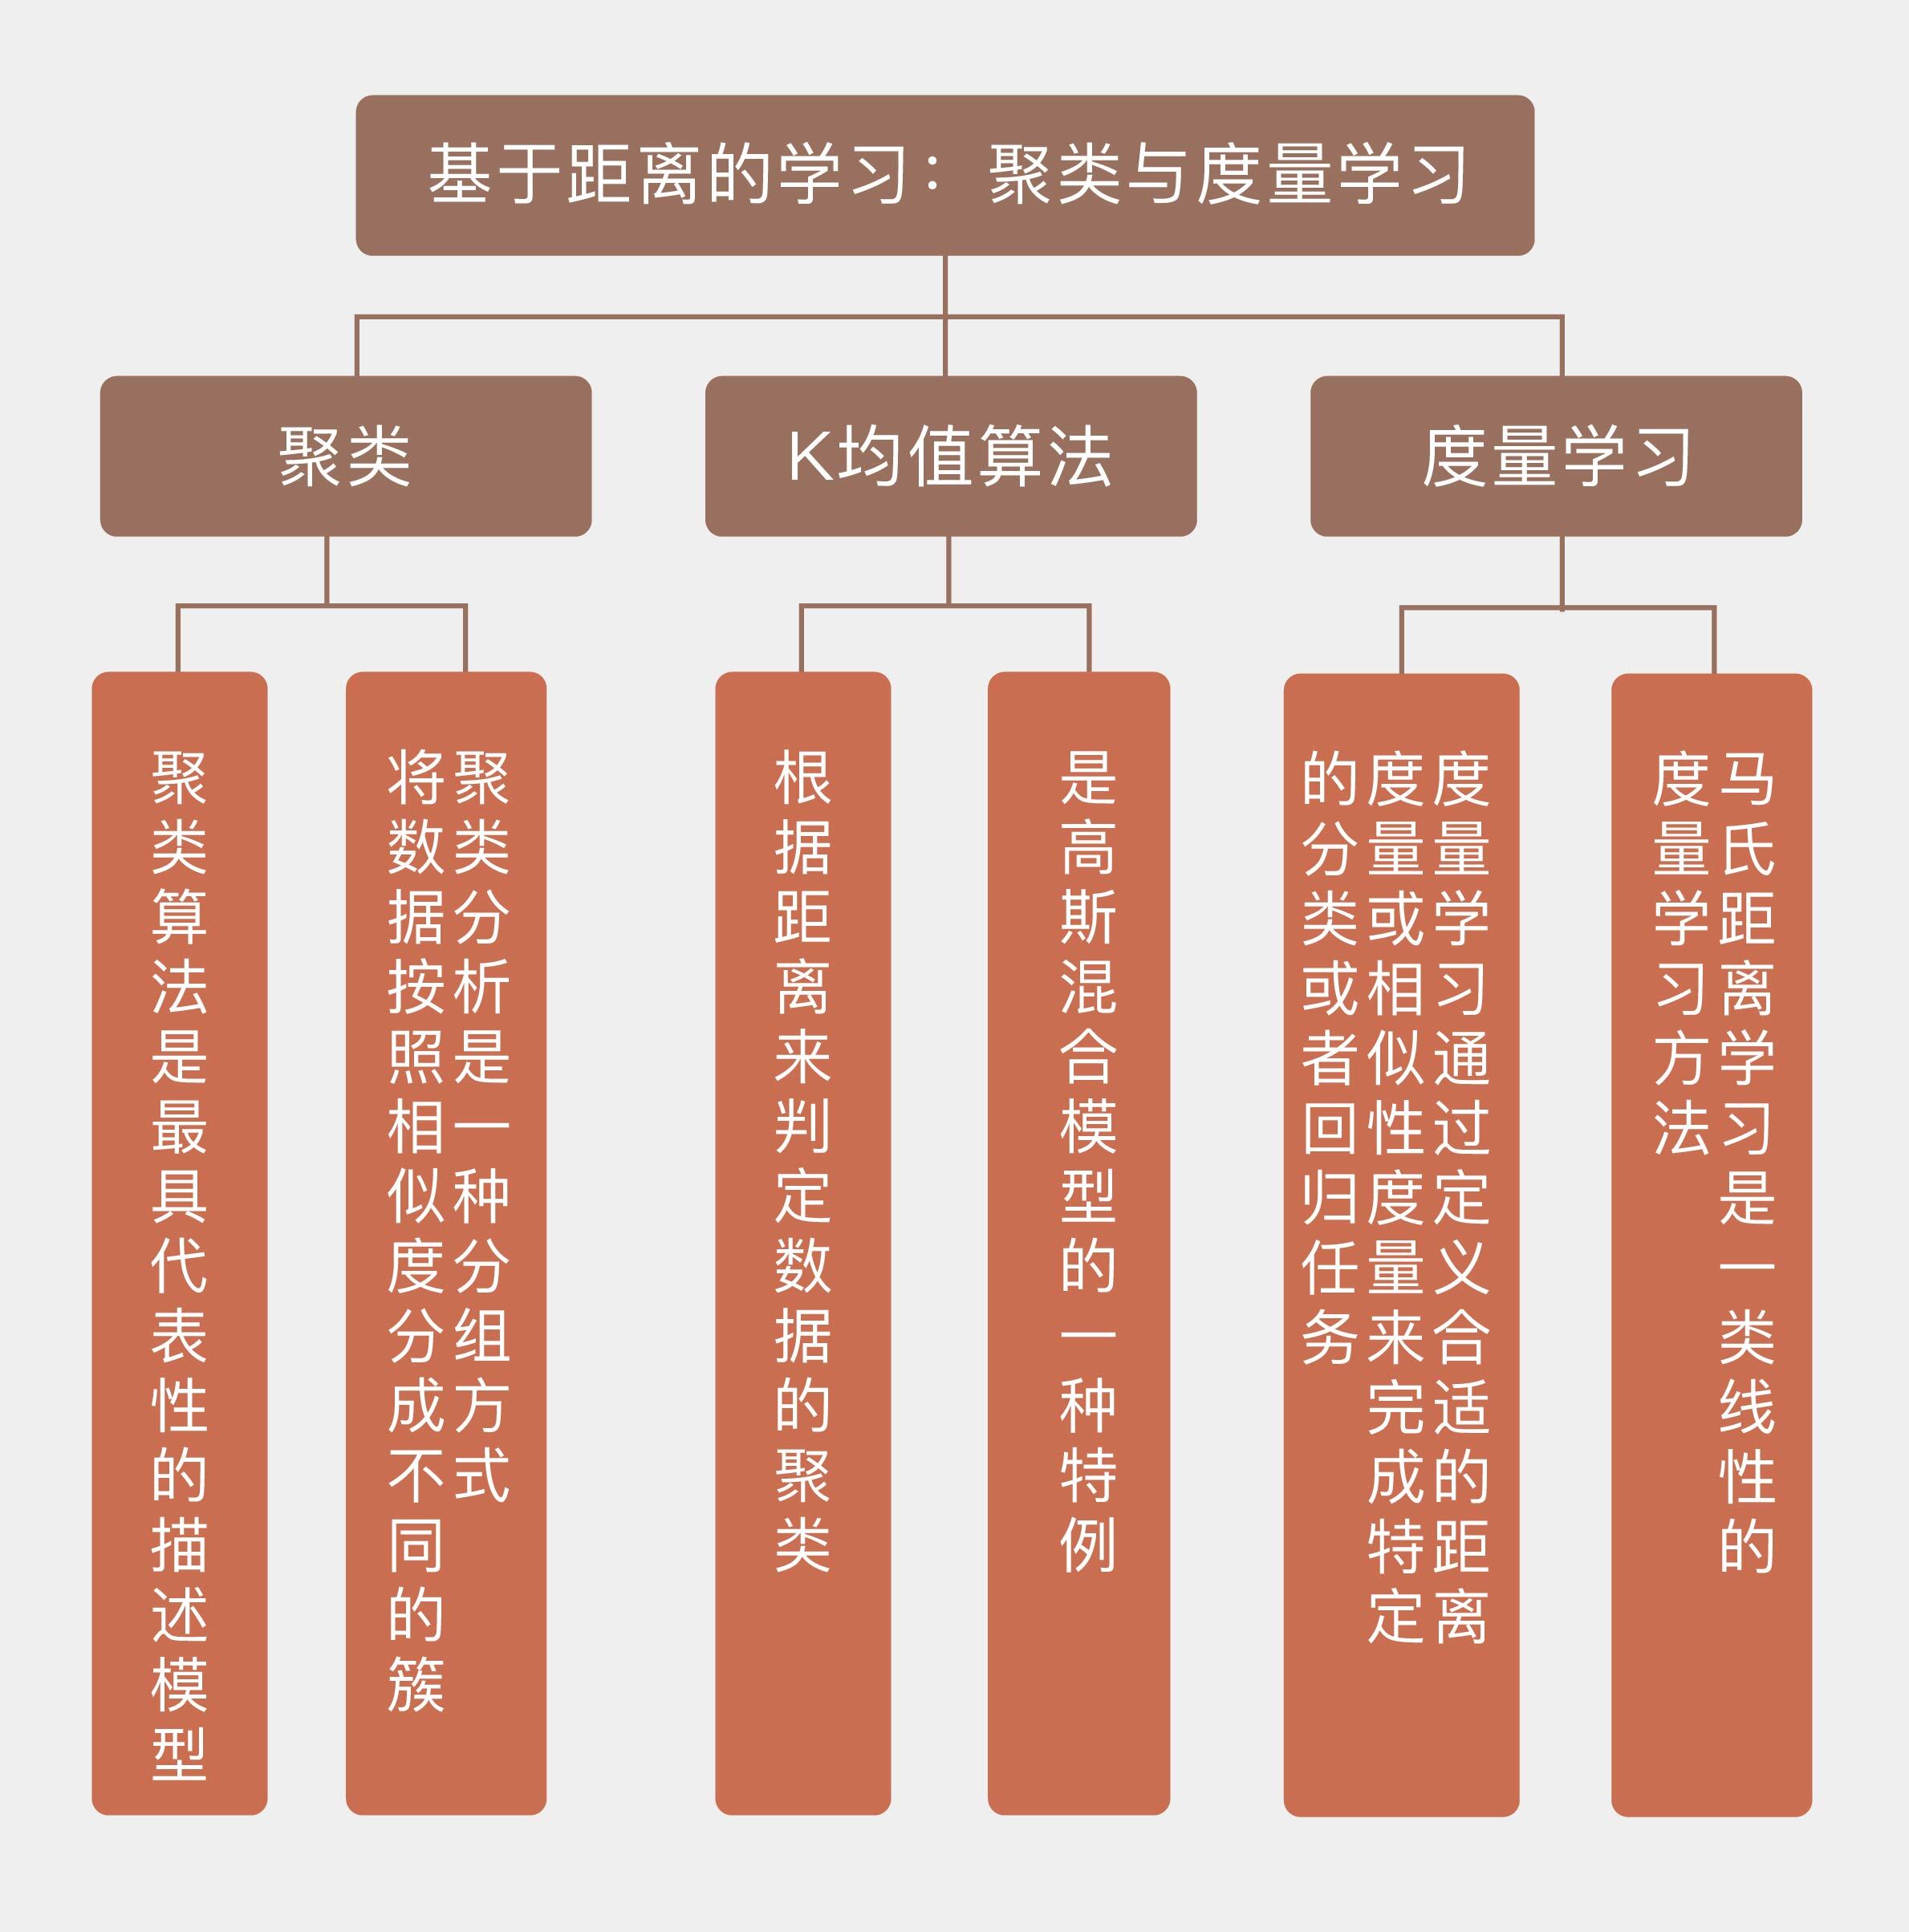 基于距离的学习：聚类与度量学习
聚类
K均值算法
度量学习
聚类算法是最具代表性的描述模型
聚类分析是一种分组方式
将数据按照相似度分成不同的簇
根据距离来判定数据的聚类
是高斯混合模型的一种特例
度量学习通过定义合适的距离
度量或相似性度量来完成特定
的分类或者回归任务
马氏距离学习是一类线性的
度量学习方法